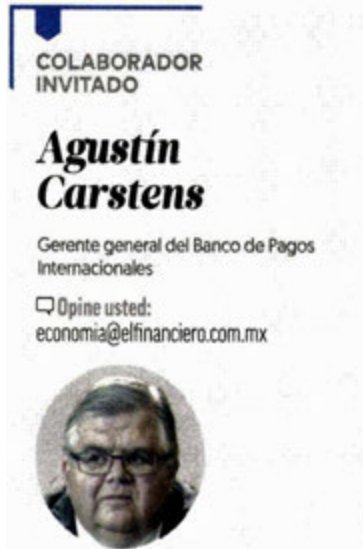 COLABORADOR
INVITADO
Agustín
Carstens
Gerente general del Banco de Pagos
Internacionales
Opine usted:
economia@elfinanciero.com.mx